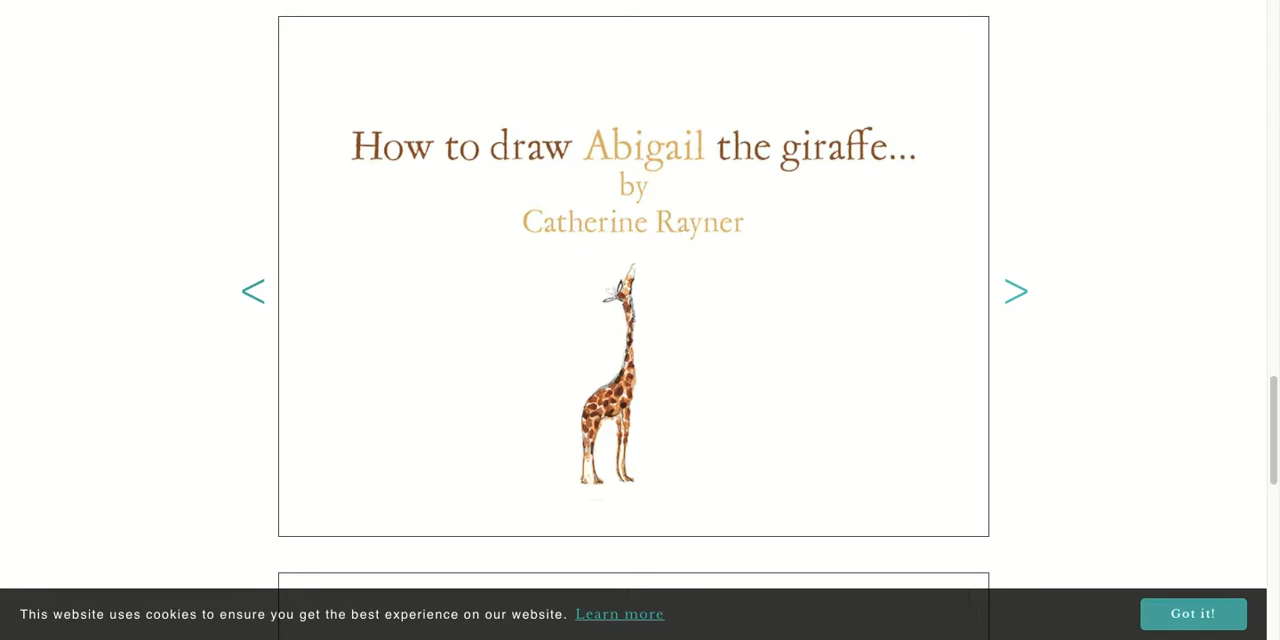 How to draw Abigail the giraffe...
by
Catherine Rayner
<
>
This website uses cookies to ensure you get the best experience on our website. Learn more
Got it!